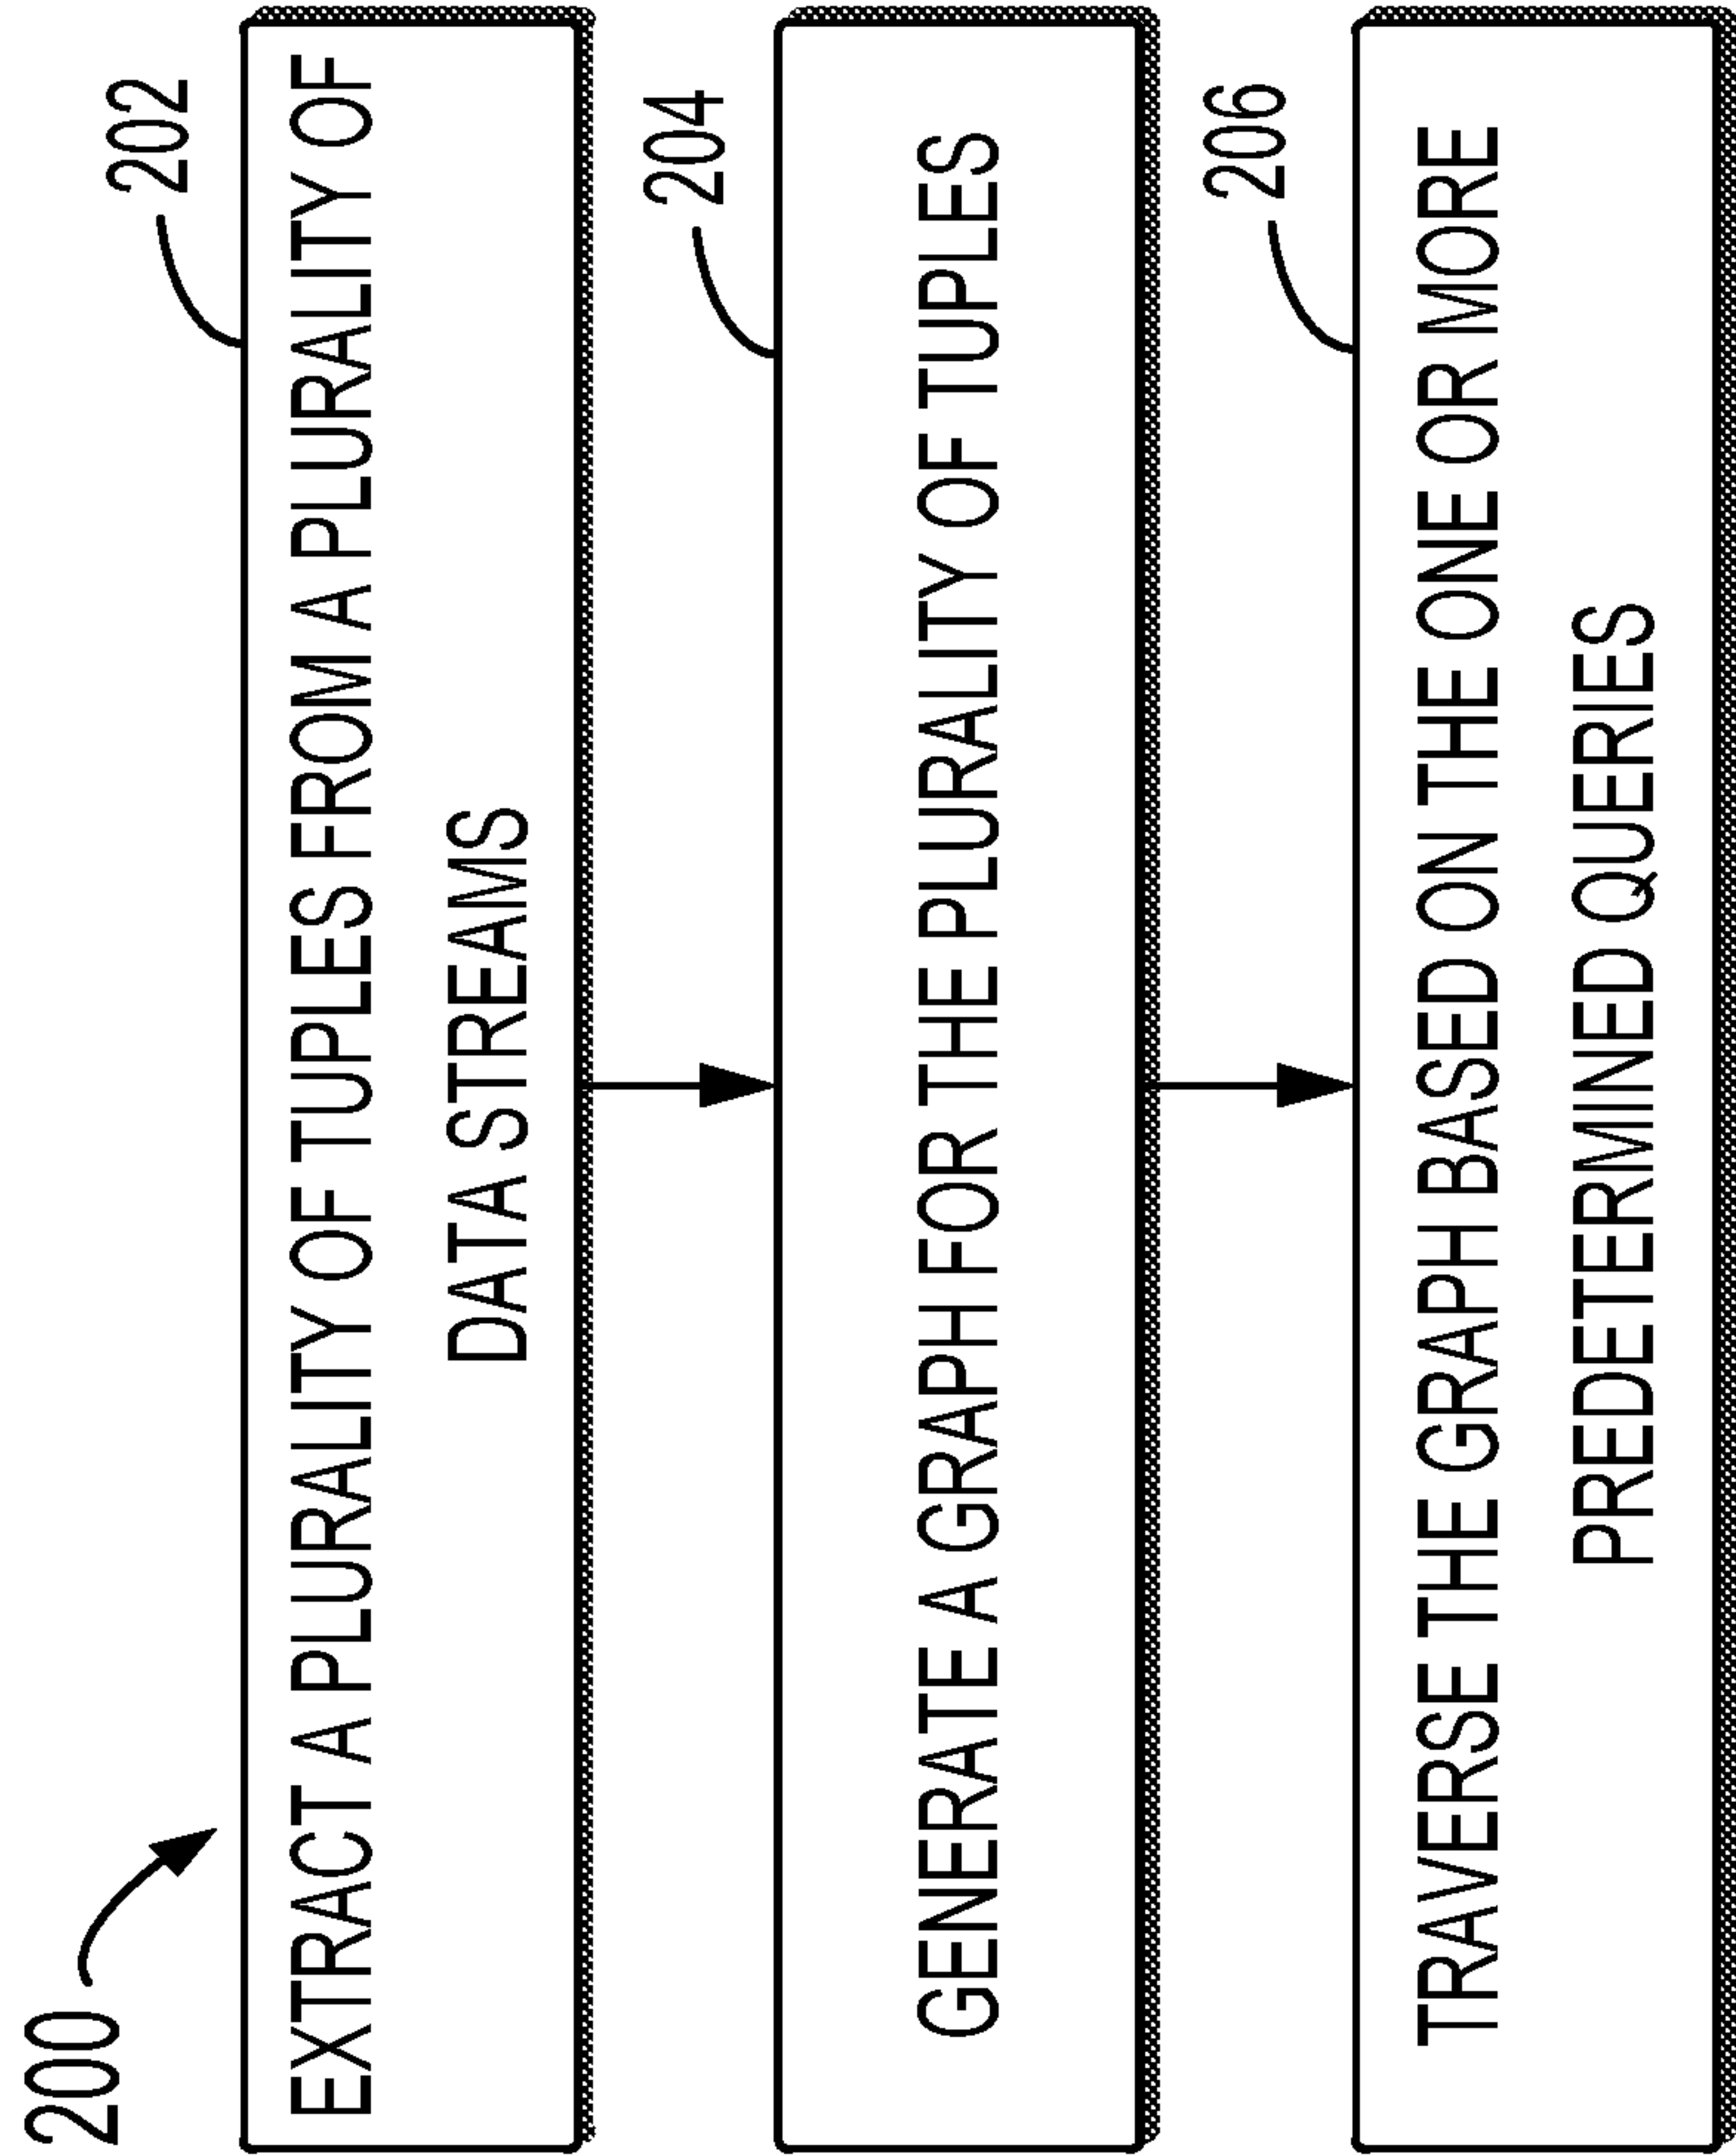 200
202
EXTRACT A PLURALITY OF TUPLES FROM A PLURALITY OF
DATA STREAMS
204
GENERATE A GRAPH FOR THE PLURALITY OF TUPLES
206
TRAVERSE THE GRAPH BASED ON THE ONE OR MORE
PREDETERMINED QUERIES